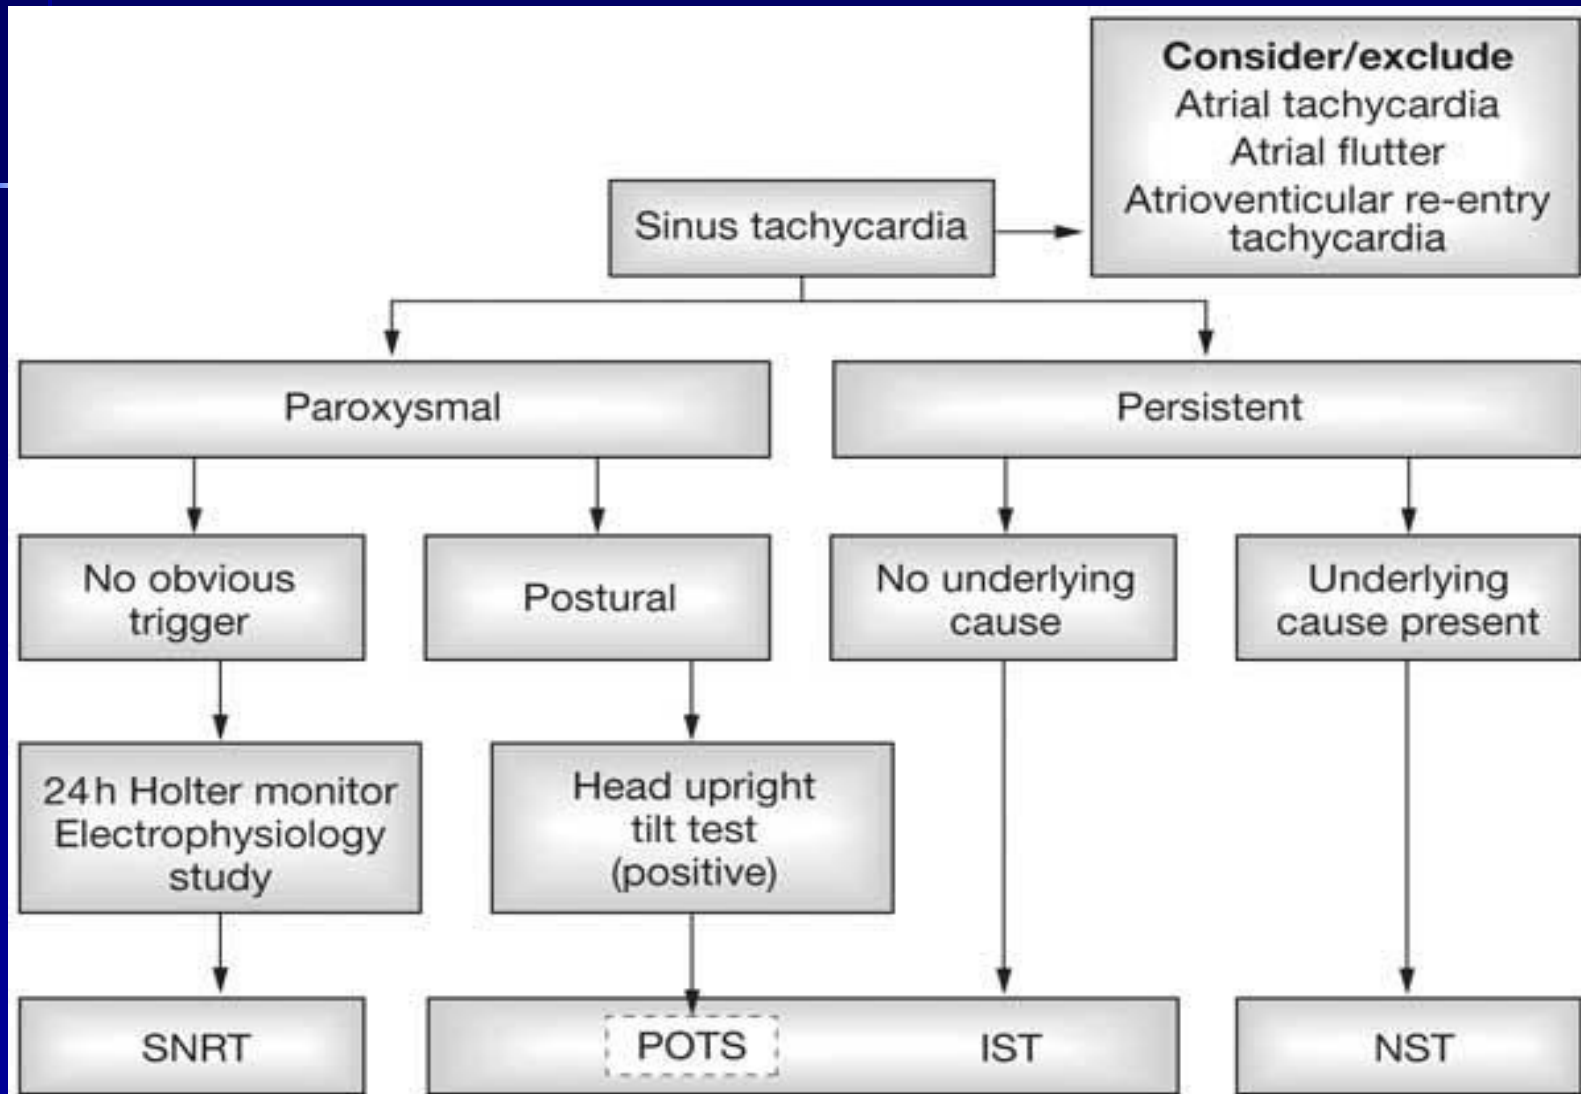 Consider/exclude
Atrial tachycardia
Atrial flutter
Atrioventicular re-entry
tachycardia
Sinus tachycardia
Paroxysmal
Persistent
No obvious
trigger
Postural
No underlying
cause
Underlying
cause present
24h Holter monitor
Electrophysiology
study
Head upright
tilt test
(positive)
SNRT
POTS
IST
NST